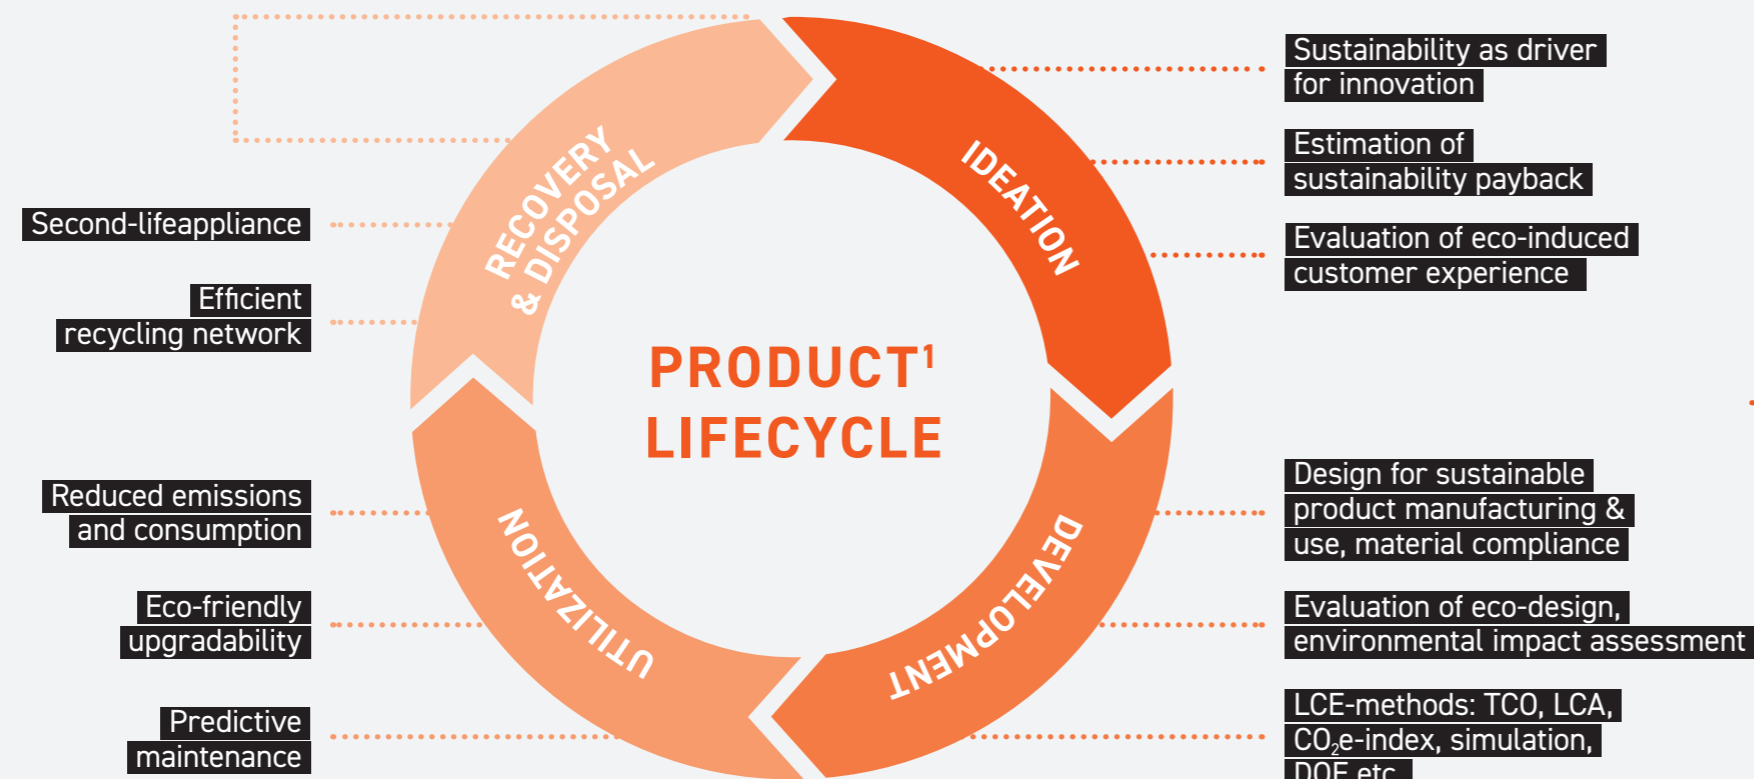 Sustainability as driver
for innovation
Estimation of
sustainability payback
Evaluation of eco-induced
customer experience
IDEATION
RECOVERY
& DISPOSAL
Second-lifeappliance
Efficient
recycling network
PRODUCT¹
LIFECYCLE
Reduced emissions
and consumption
Eco-friendly
upgradability
Predictive
maintenance
UTILIZATION
DEVELOPMENT
Design for sustainable
product manufacturing &
use, material compliance
Evaluation of eco-design,
environmental impact assessment
LCE-methods: TCO, LCA,
CO₂e-index, simulation,
DOE etc.